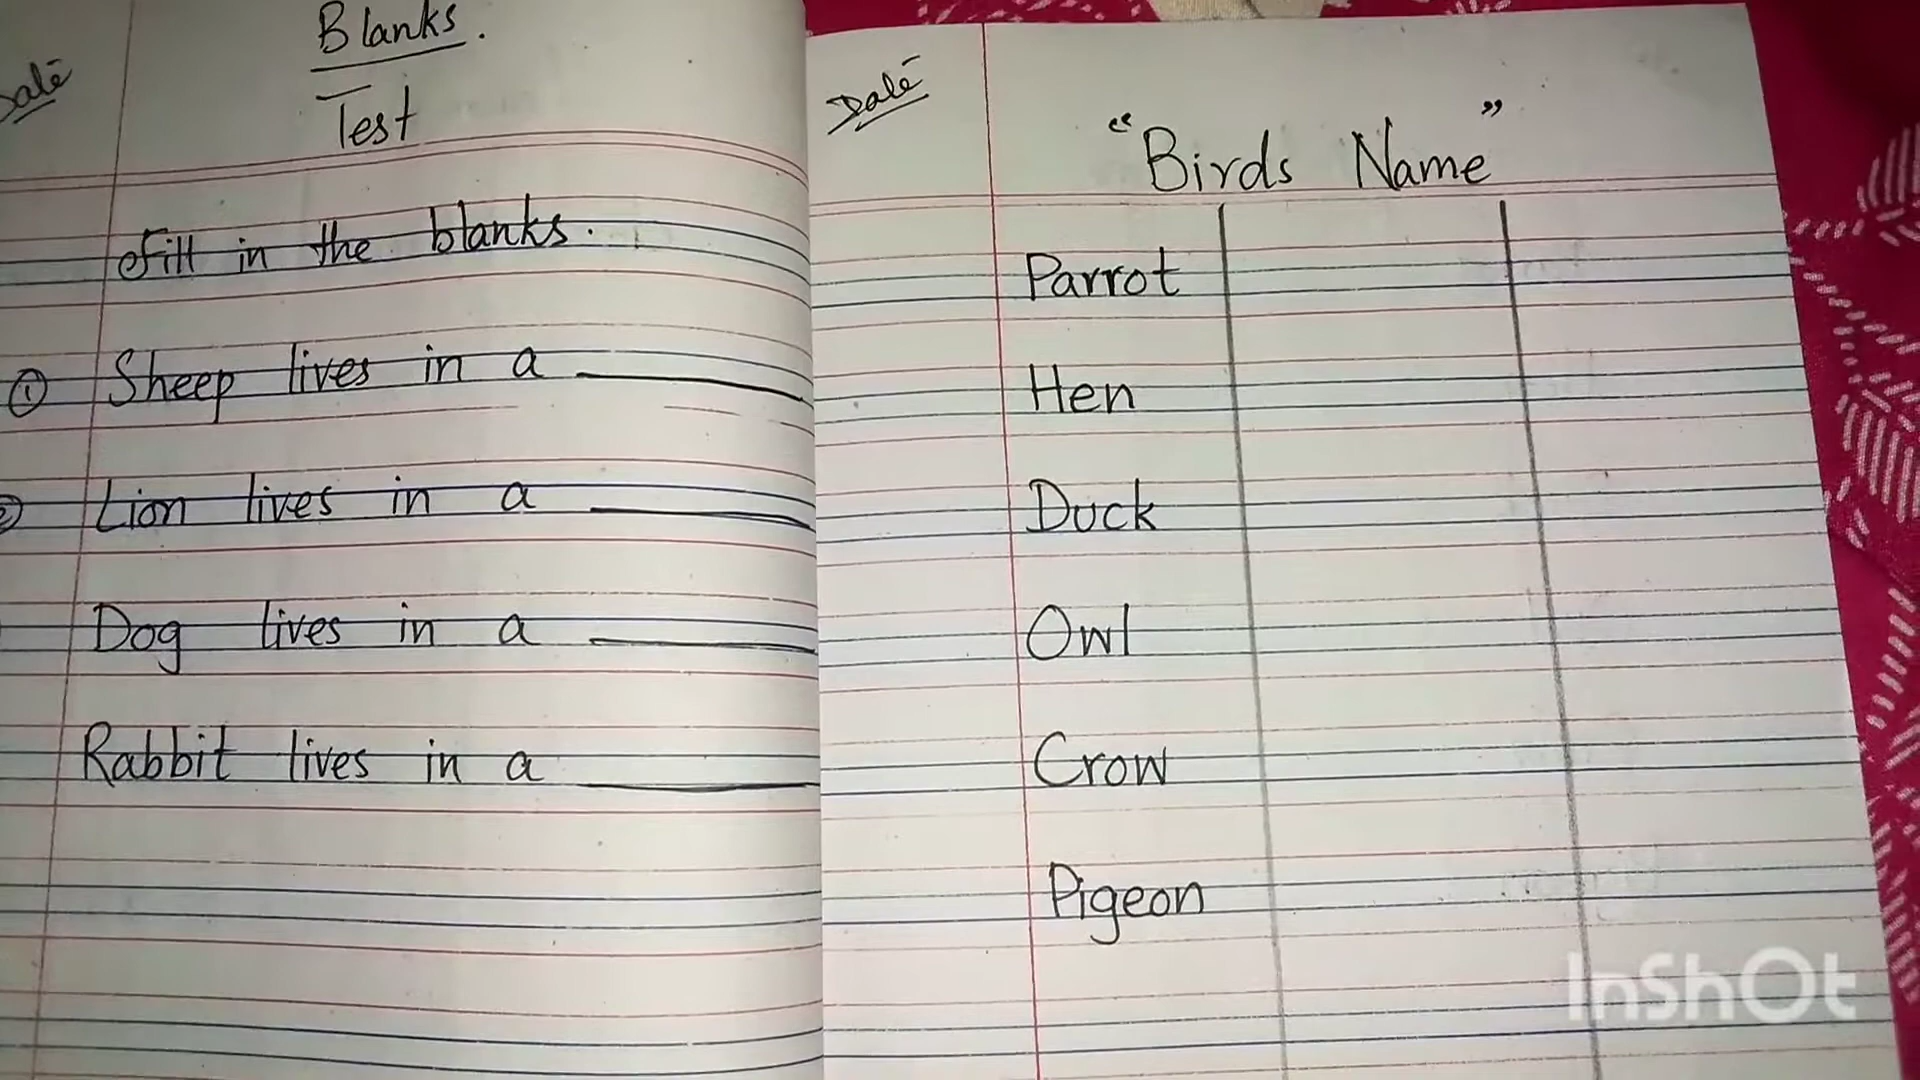 Blanks.
Date
Test
fill in the blanks.
① Sheep lives in a
② Lion lives in a
Dog lives in a
Rabbit lives in a
Date
"Birds Name"
Parrot
Hen
Duck
Owl
Crow
Pigeon
InShOt